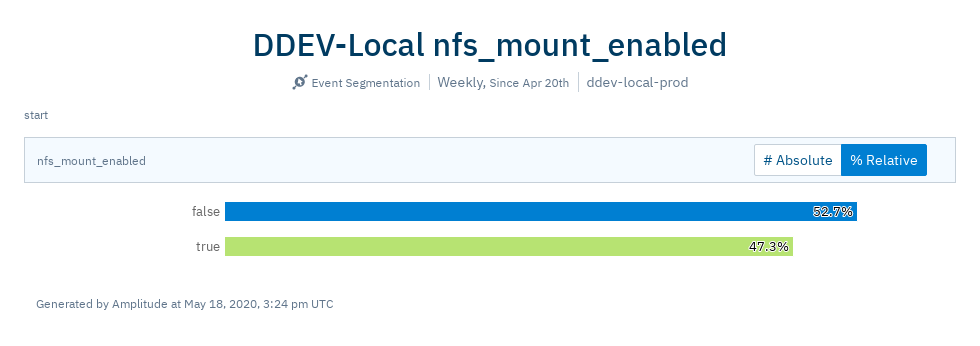 DDEV-Local nfs_mount_enabled
Event Segmentation Weekly, Since Apr 20th ddev-local-prod
start
nfs_mount_enabled # Absolute % Relative
false 52.7%
true 47.3%
Generated by Amplitude at May 18, 2020, 3:24 pm UTC